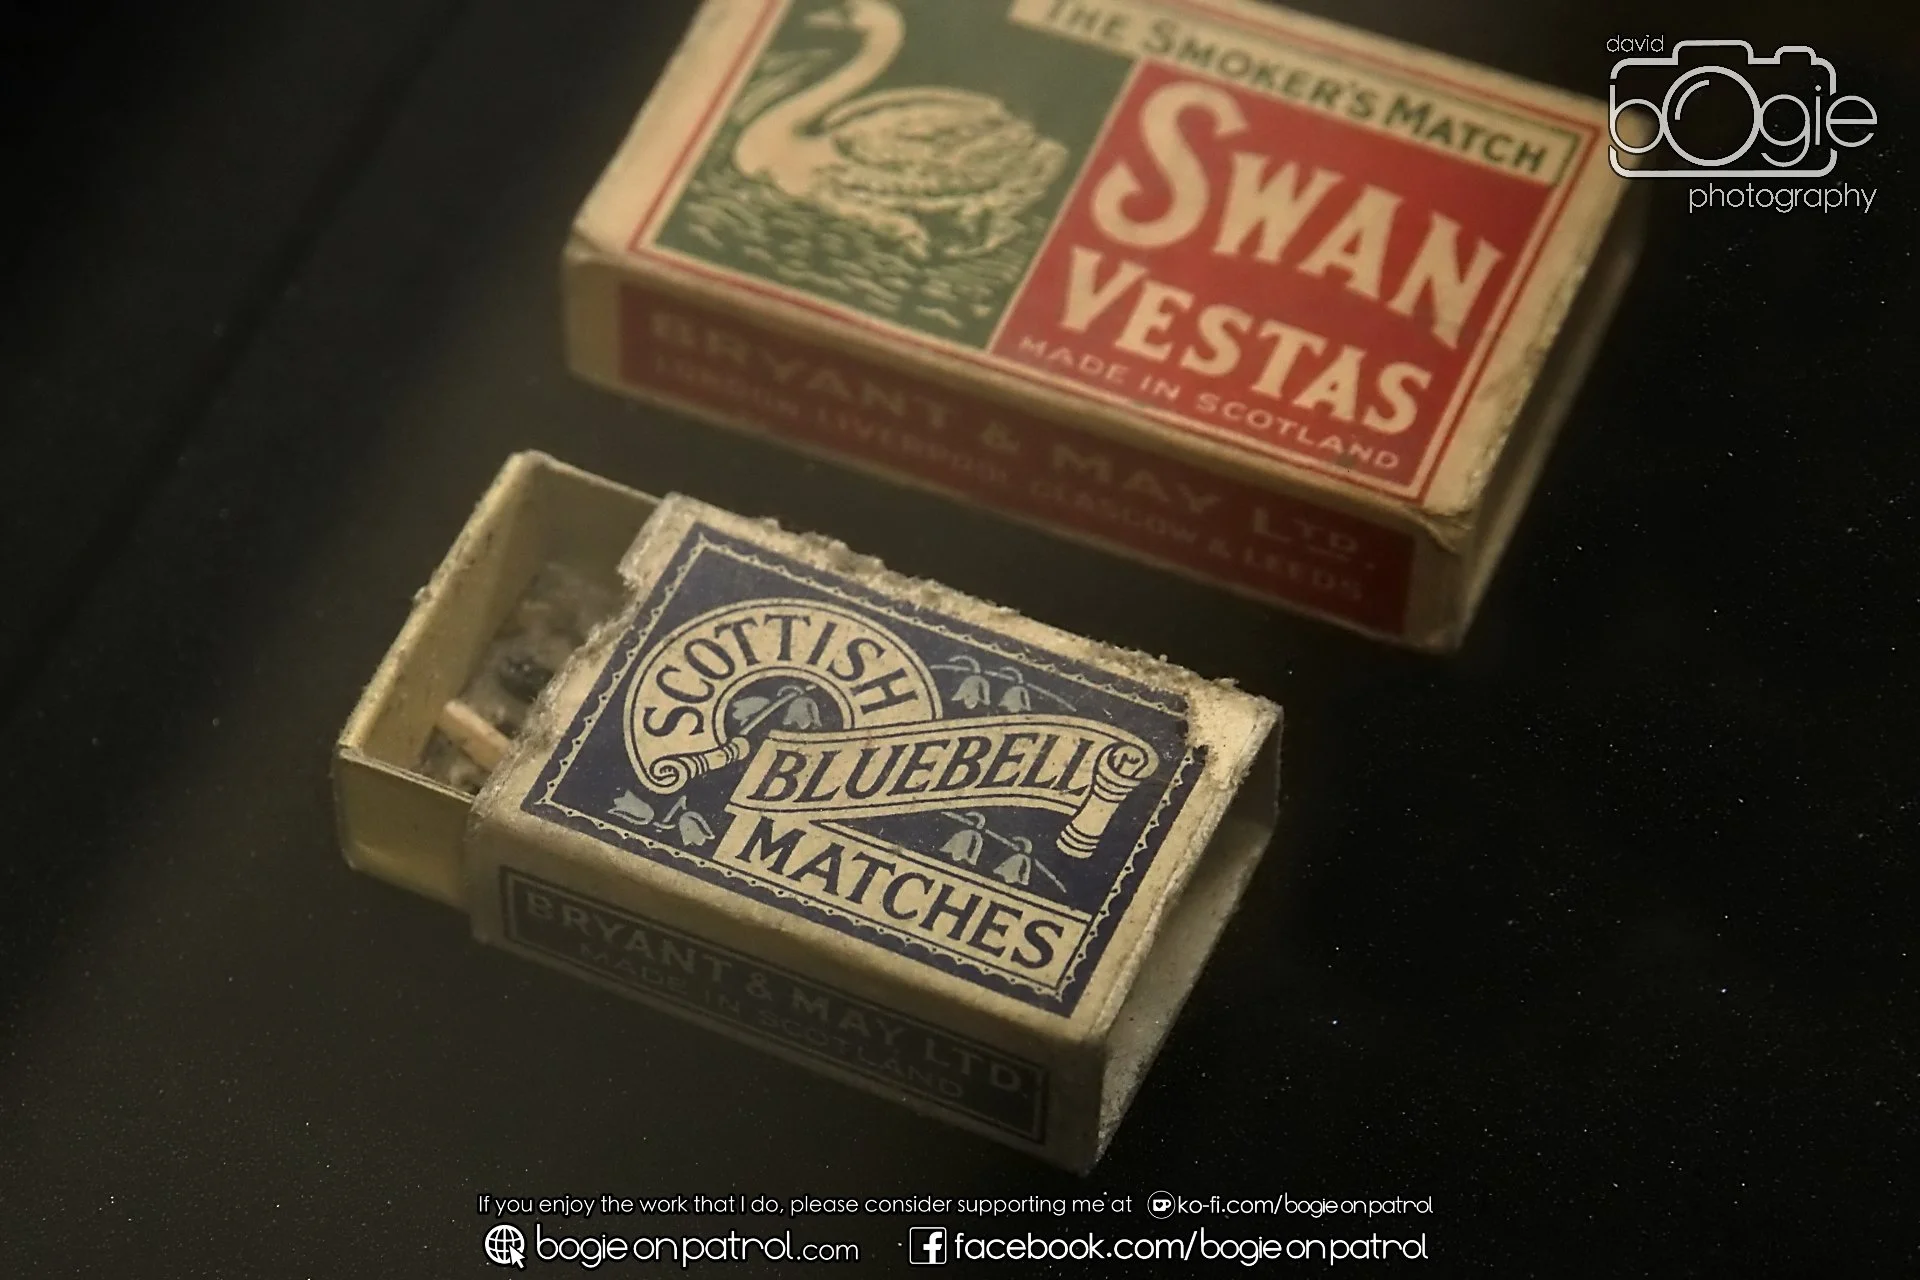 david
bOgie
photography
THE SMOKER'S MATCH
SWAN
VESTAS
MADE IN SCOTLAND
BRYANT & MAY LTD.
LONDON LIVERPOOL GLASGOW & LEEDS
SCOTTISH
BLUEBELL
MATCHES
BRYANT & MAY LTD
MADE IN SCOTLAND
If you enjoy the work that I do, please consider supporting me at ko-fi.com/bogieonpatrol
bogieonpatrol.com facebook.com/bogieonpatrol